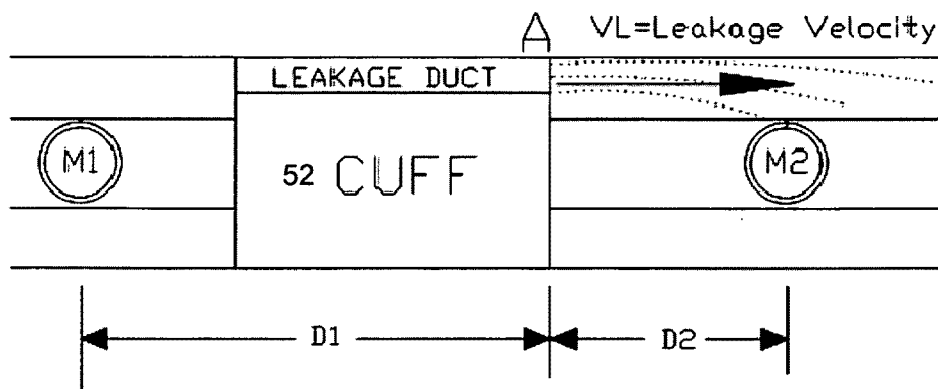 A VL=Leakage Velocity
LEAKAGE DUCT
M1 52 CUFF M2
D1 D2